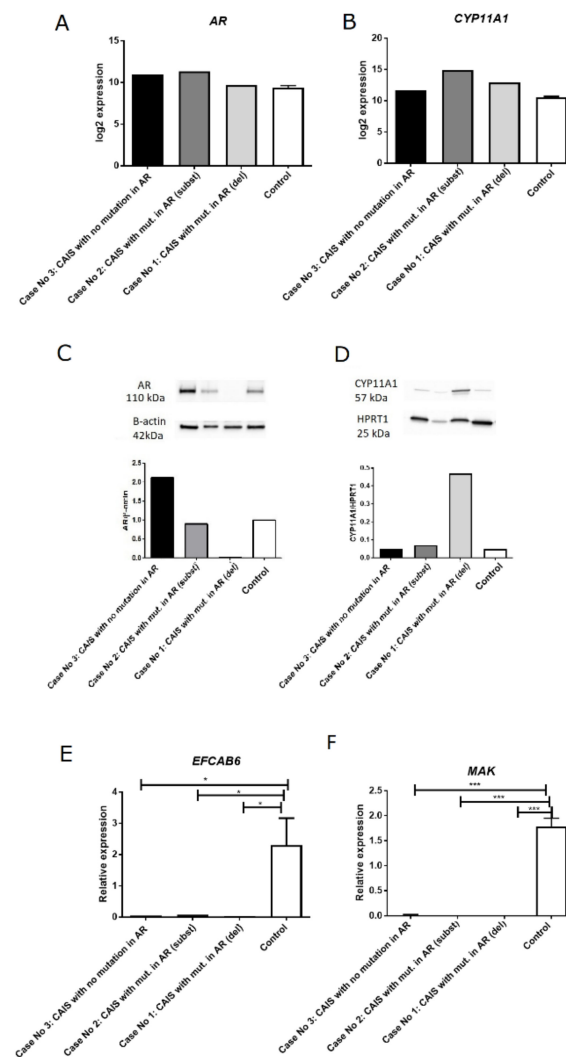 A
AR
log2 expression
15
10
5
0
Case No 3: CAIS with no mutation in AR
Case No 2: CAIS with mut. in AR (subst)
Case No 1: CAIS with mut. in AR (del)
Control
B
CYP11A1
log2 expression
20
15
10
5
0
Case No 3: CAIS with no mutation in AR
Case No 2: CAIS with mut. in AR (subst)
Case No 1: CAIS with mut. in AR (del)
Control
C
AR
110 kDa
B-actin
42kDa
2.5
2.0
1.5
1.0
0.5
0.0
Case No 3: CAIS with no mutation in AR
Case No 2: CAIS with mut. in AR (subst)
Case No 1: CAIS with mut. in AR (del)
Control
D
CYP11A1
57 kDa
HPRT1
25 kDa
CYP11A1/HPRT1
0.5
0.4
0.3
0.2
0.1
0.0
Case No 3: CAIS with no mutation in AR
Case No 2: CAIS with mut. in AR (subst)
Case No 1: CAIS with mut. in AR (del)
Control
E
EFCAB6
Relative expression
4
3
2
1
0
*
*
*
Case No 3: CAIS with no mutation in AR
Case No 2: CAIS with mut. in AR (subst)
Case No 1: CAIS with mut. in AR (del)
Control
F
MAK
Relative expression
2.5
2.0
1.5
1.0
0.5
0.0
***
***
***
Case No 3: CAIS with no mutation in AR
Case No 2: CAIS with mut. in AR (subst)
Case No 1: CAIS with mut. in AR (del)
Control